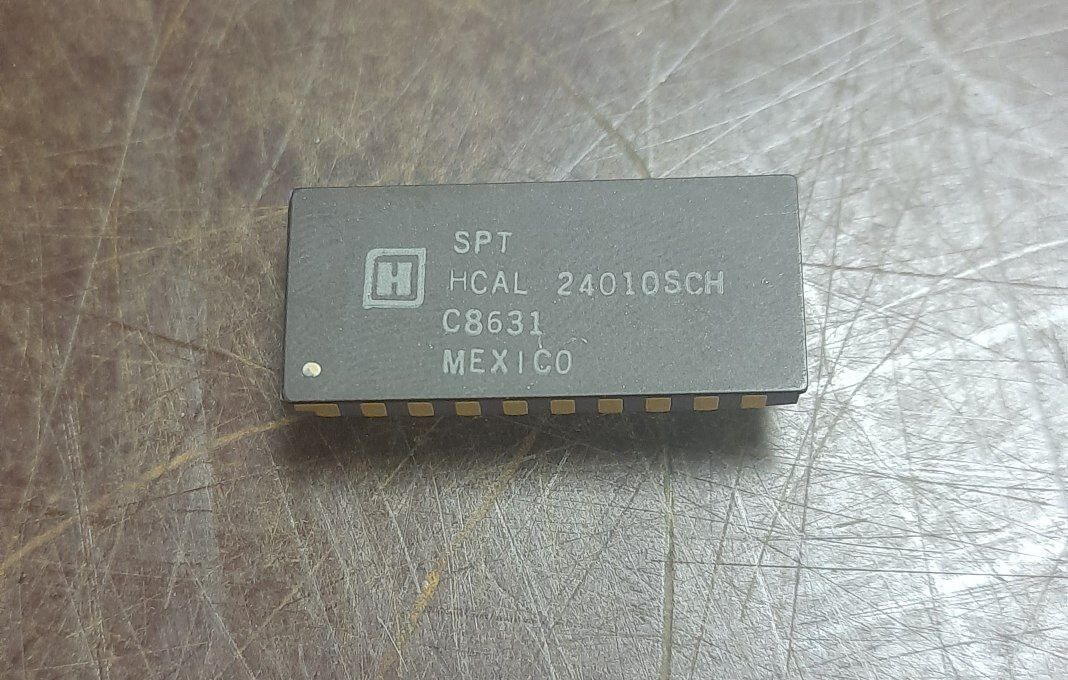 SPT
H
HCAL 24010SCH
C8631
MEXICO